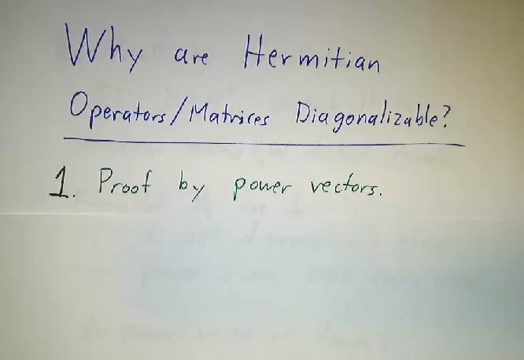 Why are Hermitian
Operators/Matrices Diagonalizable?
1. Proof by power vectors.